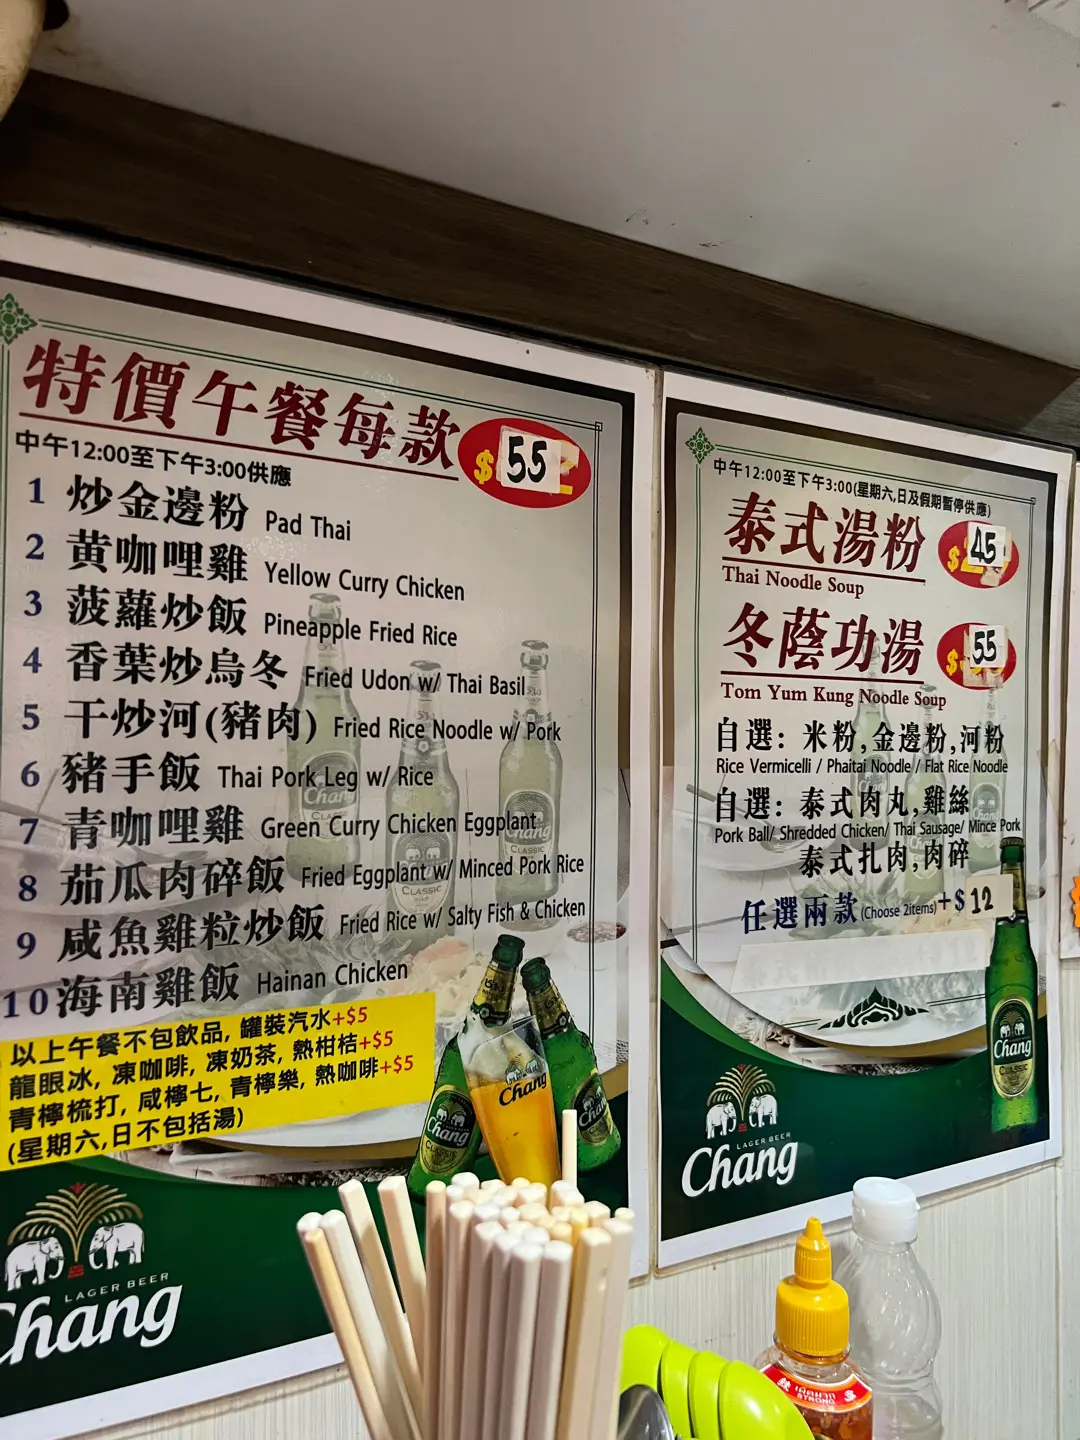 特價午餐每款 $55
中午12:00至下午3:00供應
1 炒金邊粉 Pad Thai
2 黄咖哩雞 Yellow Curry Chicken
3 菠蘿炒飯 Pineapple Fried Rice
4 香葉炒烏冬 Fried Udon w/ Thai Basil
5 干炒河(豬肉) Fried Rice Noodle w/ Pork
6 豬手飯 Thai Pork Leg w/ Rice
7 青咖哩雞 Green Curry Chicken Eggplant
8 茄瓜肉碎飯 Fried Eggplant w/ Minced Pork Rice
9 咸魚雞粒炒飯 Fried Rice w/ Salty Fish & Chicken
10 海南雞飯 Hainan Chicken
以上午餐不包飲品, 罐裝汽水+$5
龍眼冰, 凍咖啡, 凍奶茶, 熱柑桔+$5
青檸梳打, 咸檸七, 青檸樂, 熱咖啡+$5
(星期六,日不包括湯)
LAGER BEER
Chang
中午12:00至下午3:00(星期六,日及假期暫停供應)
泰式湯粉 $45
Thai Noodle Soup
冬蔭功湯 $55
Tom Yum Kung Noodle Soup
自選: 米粉,金邊粉,河粉
Rice Vermicelli / Phaitai Noodle / Flat Rice Noodle
自選: 泰式肉丸,雞絲
Pork Ball/ Shredded Chicken/ Thai Sausage/ Mince Pork
泰式扎肉,肉碎
任選兩款(Choose 2items)+$12
LAGER BEER
Chang
Chang
CLASSIC
Chang
Chang
STRONG